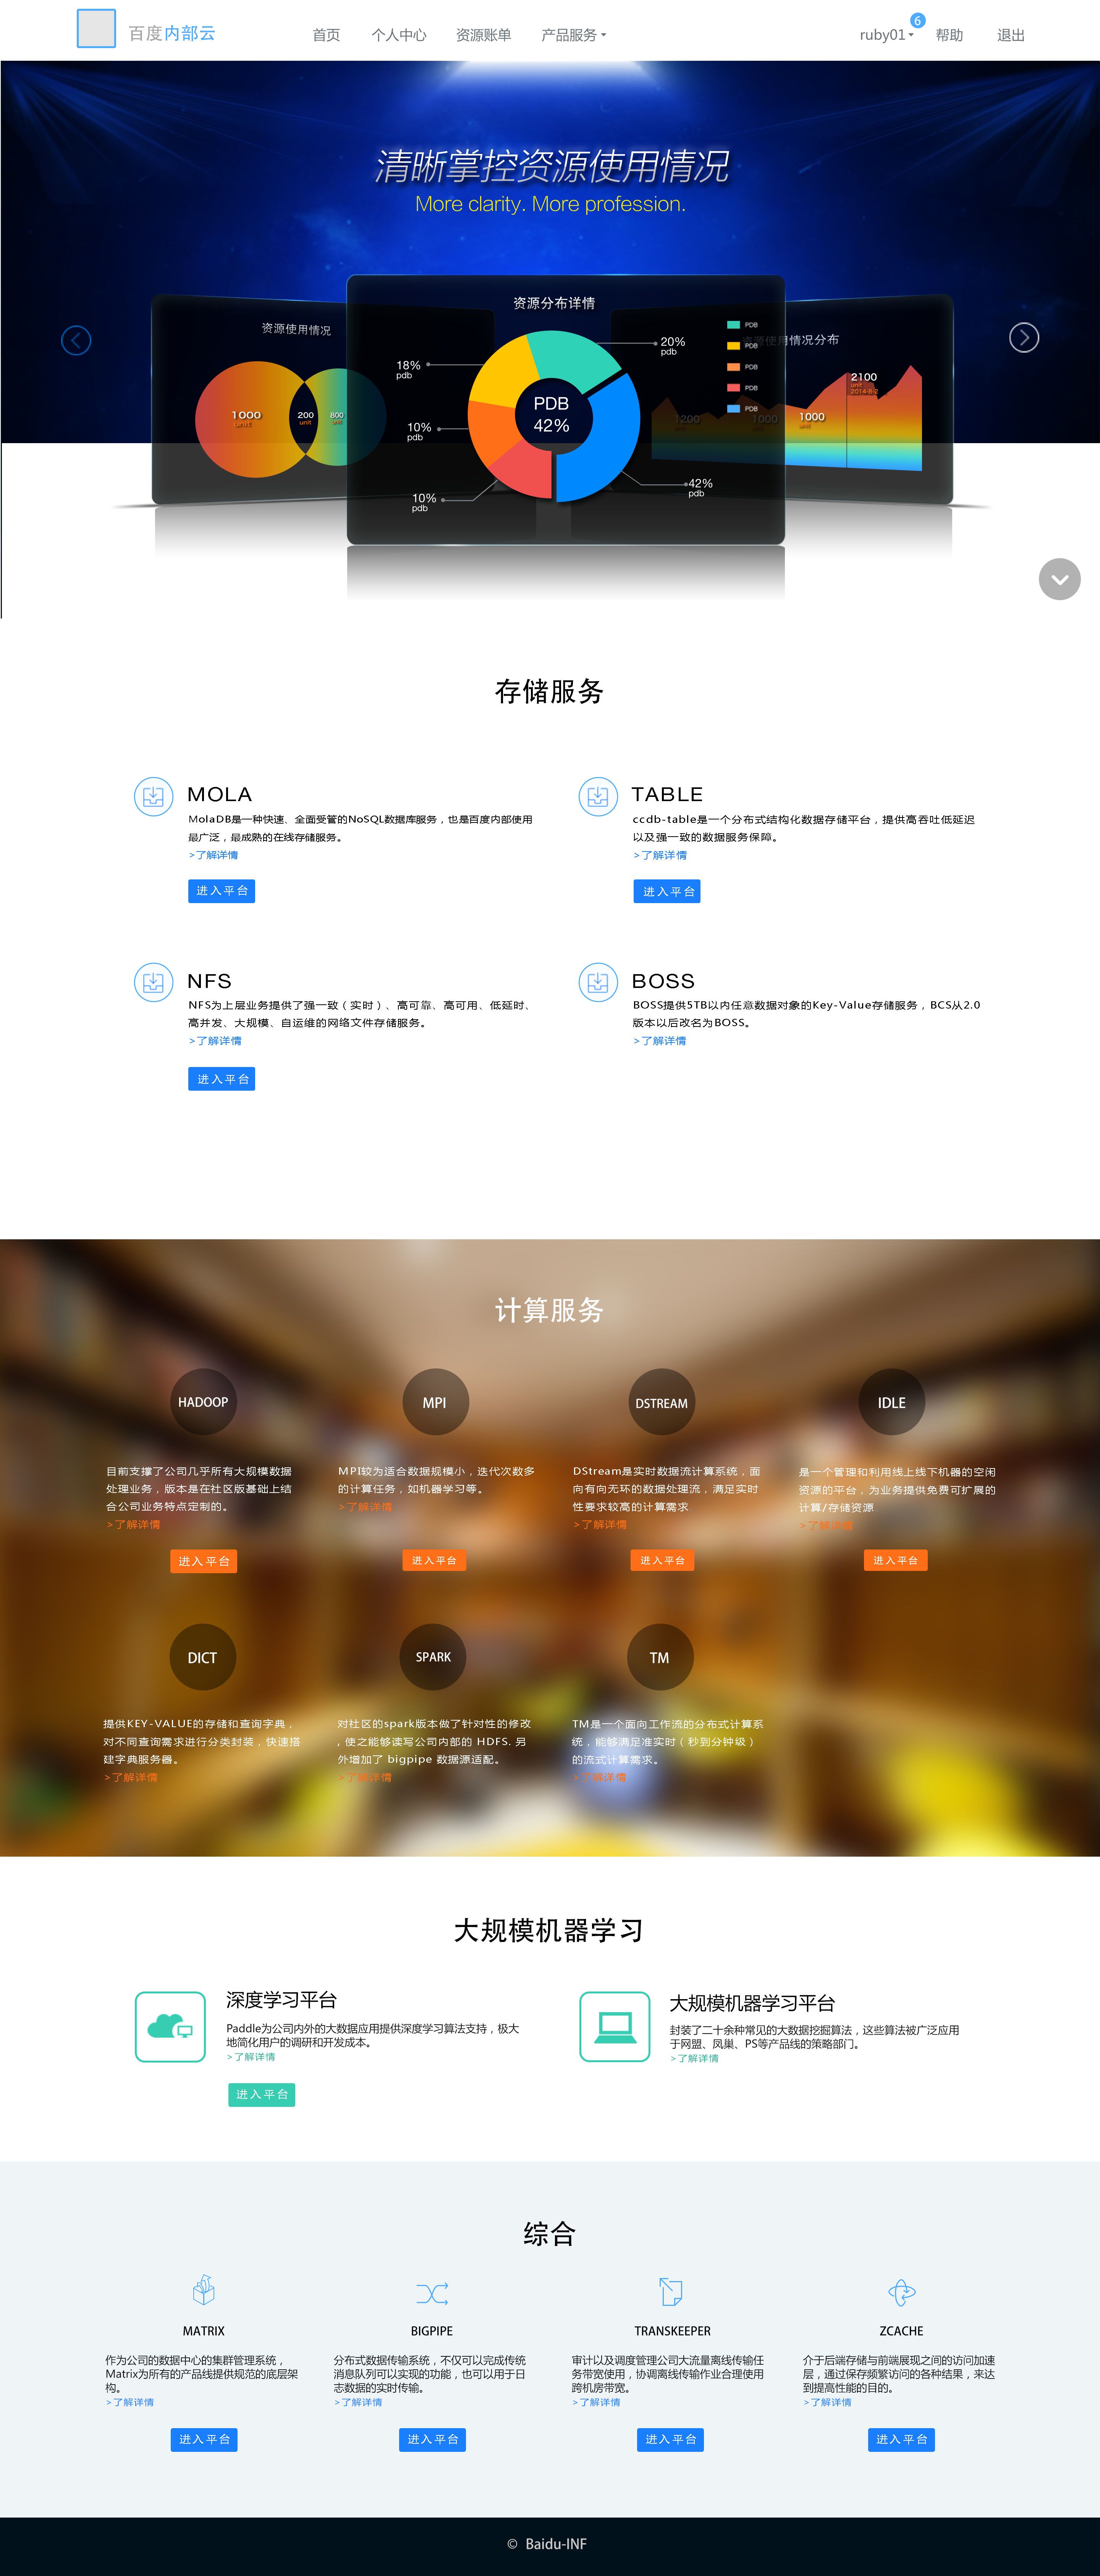 百度内部云
首页 个人中心 资源账单 产品服务
ruby01 6 帮助 退出
清晰掌控资源使用情况
More clarity. More profession.
资源使用情况
1000
unit
200
unit
800
unit
资源分布详情
18%
pdb
10%
pdb
10%
pdb
20%
pdb
42%
pdb
PDB
42%
PDB
PDB
PDB
PDB
PDB
资源使用情况分布
1200
1000
1000
unit
2100
unit
2014-8-2
存储服务
MOLA
MolaDB是一种快速、全面受管的NoSQL数据库服务，也是百度内部使用
最广泛，最成熟的在线存储服务。
>了解详情
进入平台
TABLE
ccdb-table是一个分布式结构化数据存储平台，提供高吞吐低延迟
以及强一致的数据服务保障。
>了解详情
进入平台
NFS
NFS为上层业务提供了强一致（实时）、高可靠、高可用、低延时、
高并发、大规模、自运维的网络文件存储服务。
>了解详情
进入平台
BOSS
BOSS提供5TB以内任意数据对象的Key-Value存储服务，BCS从2.0
版本以后改名为BOSS。
>了解详情
计算服务
HADOOP
目前支撑了公司几乎所有大规模数据
处理业务，版本是在社区版基础上结
合公司业务特点定制的。
>了解详情
进入平台
MPI
MPI较为适合数据规模小，迭代次数多
的计算任务，如机器学习等。
>了解详情
进入平台
DSTREAM
DStream是实时数据流计算系统，面
向有向无环的数据处理流，满足实时
性要求较高的计算需求
>了解详情
进入平台
IDLE
是一个管理和利用线上线下机器的空闲
资源的平台，为业务提供免费可扩展的
计算/存储资源
>了解详情
进入平台
DICT
提供KEY-VALUE的存储和查询字典，
对不同查询需求进行分类封装，快速搭
建字典服务器。
>了解详情
SPARK
对社区的spark版本做了针对性的修改
，使之能够读写公司内部的 HDFS. 另
外增加了 bigpipe 数据源适配。
>了解详情
TM
TM是一个面向工作流的分布式计算系
统，能够满足准实时（秒到分钟级）
的流式计算需求。
>了解详情
大规模机器学习
深度学习平台
Paddle为公司内外的大数据应用提供深度学习算法支持，极大
地简化用户的调研和开发成本。
>了解详情
进入平台
大规模机器学习平台
封装了二十余种常见的大数据挖掘算法，这些算法被广泛应用
于网盟、凤巢、PS等产品线的策略部门。
>了解详情
综合
MATRIX
作为公司的数据中心的集群管理系统，
Matrix为所有的产品线提供规范的底层架
构。
>了解详情
进入平台
BIGPIPE
分布式数据传输系统，不仅可以完成传统
消息队列可以实现的功能，也可以用于日
志数据的实时传输。
>了解详情
进入平台
TRANSKEEPER
审计以及调度管理公司大流量离线传输任
务带宽使用，协调离线传输作业合理使用
跨机房带宽。
>了解详情
进入平台
ZCACHE
介于后端存储与前端展现之间的访问加速
层，通过保存频繁访问的各种结果，来达
到提高性能的目的。
>了解详情
进入平台
© Baidu-INF